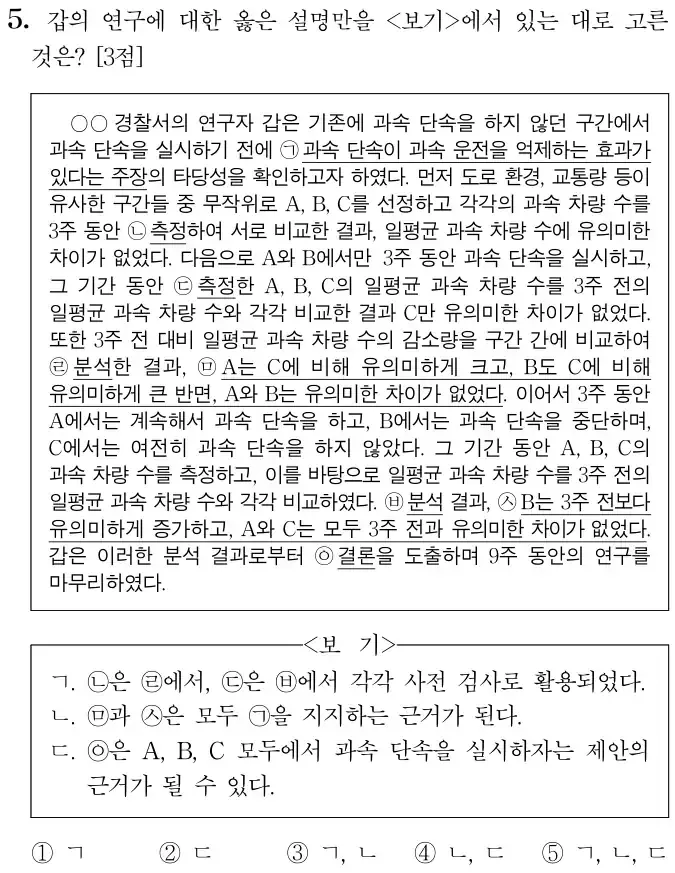 5. 갑의 연구에 대한 옳은 설명만을 <보기>에서 있는 대로 고른
것은? [3점]
○○ 경찰서의 연구자 갑은 기존에 과속 단속을 하지 않던 구간에서
과속 단속을 실시하기 전에 ㉠ 과속 단속이 과속 운전을 억제하는 효과가
있다는 주장의 타당성을 확인하고자 하였다. 먼저 도로 환경, 교통량 등이
유사한 구간들 중 무작위로 A, B, C를 선정하고 각각의 과속 차량 수를
3주 동안 ㉡ 측정하여 서로 비교한 결과, 일평균 과속 차량 수에 유의미한
차이가 없었다. 다음으로 A와 B에서만 3주 동안 과속 단속을 실시하고,
그 기간 동안 ㉢ 측정한 A, B, C의 일평균 과속 차량 수를 3주 전의
일평균 과속 차량 수와 각각 비교한 결과 C만 유의미한 차이가 없었다.
또한 3주 전 대비 일평균 과속 차량 수의 감소량을 구간 간에 비교하여
㉣ 분석한 결과, ㉤ A는 C에 비해 유의미하게 크고, B도 C에 비해
유의미하게 큰 반면, A와 B는 유의미한 차이가 없었다. 이어서 3주 동안
A에서는 계속해서 과속 단속을 하고, B에서는 과속 단속을 중단하며,
C에서는 여전히 과속 단속을 하지 않았다. 그 기간 동안 A, B, C의
과속 차량 수를 측정하고, 이를 바탕으로 일평균 과속 차량 수를 3주 전의
일평균 과속 차량 수와 각각 비교하였다. ㉥ 분석 결과, ㉦ B는 3주 전보다
유의미하게 증가하고, A와 C는 모두 3주 전과 유의미한 차이가 없었다.
갑은 이러한 분석 결과로부터 ㉧ 결론을 도출하며 9주 동안의 연구를
마무리하였다.
<보 기>
ㄱ. ㉡은 ㉣에서, ㉢은 ㉥에서 각각 사전 검사로 활용되었다.
ㄴ. ㉤과 ㉦은 모두 ㉠을 지지하는 근거가 된다.
ㄷ. ㉧은 A, B, C 모두에서 과속 단속을 실시하자는 제안의
근거가 될 수 있다.
① ㄱ ② ㄷ ③ ㄱ, ㄴ ④ ㄴ, ㄷ ⑤ ㄱ, ㄴ, ㄷ